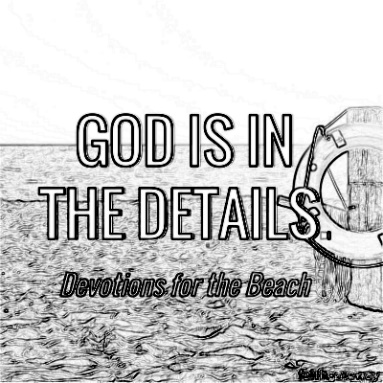 GOD IS IN
THE DETAILS.
Devotions for the Beach